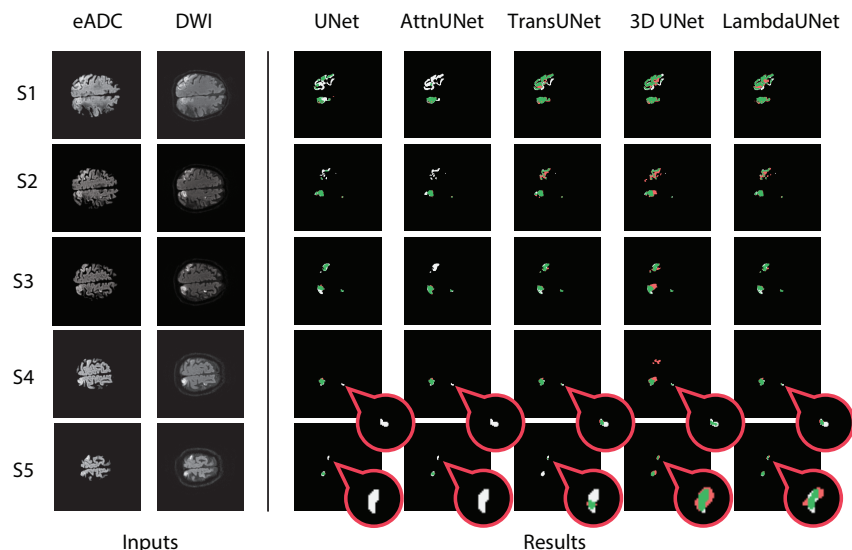 eADC DWI UNet AttnUNet TransUNet 3D UNet LambdaUNet
S1
S2
S3
S4
S5
Inputs Results